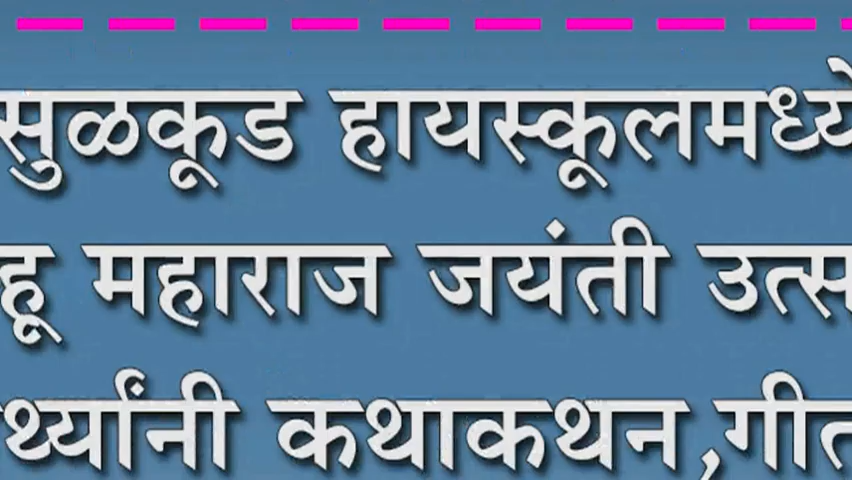 सुळकूड हायस्कूलमध्ये
हू महाराज जयंती उत्स
र्थ्यांनी कथाकथन,गीत